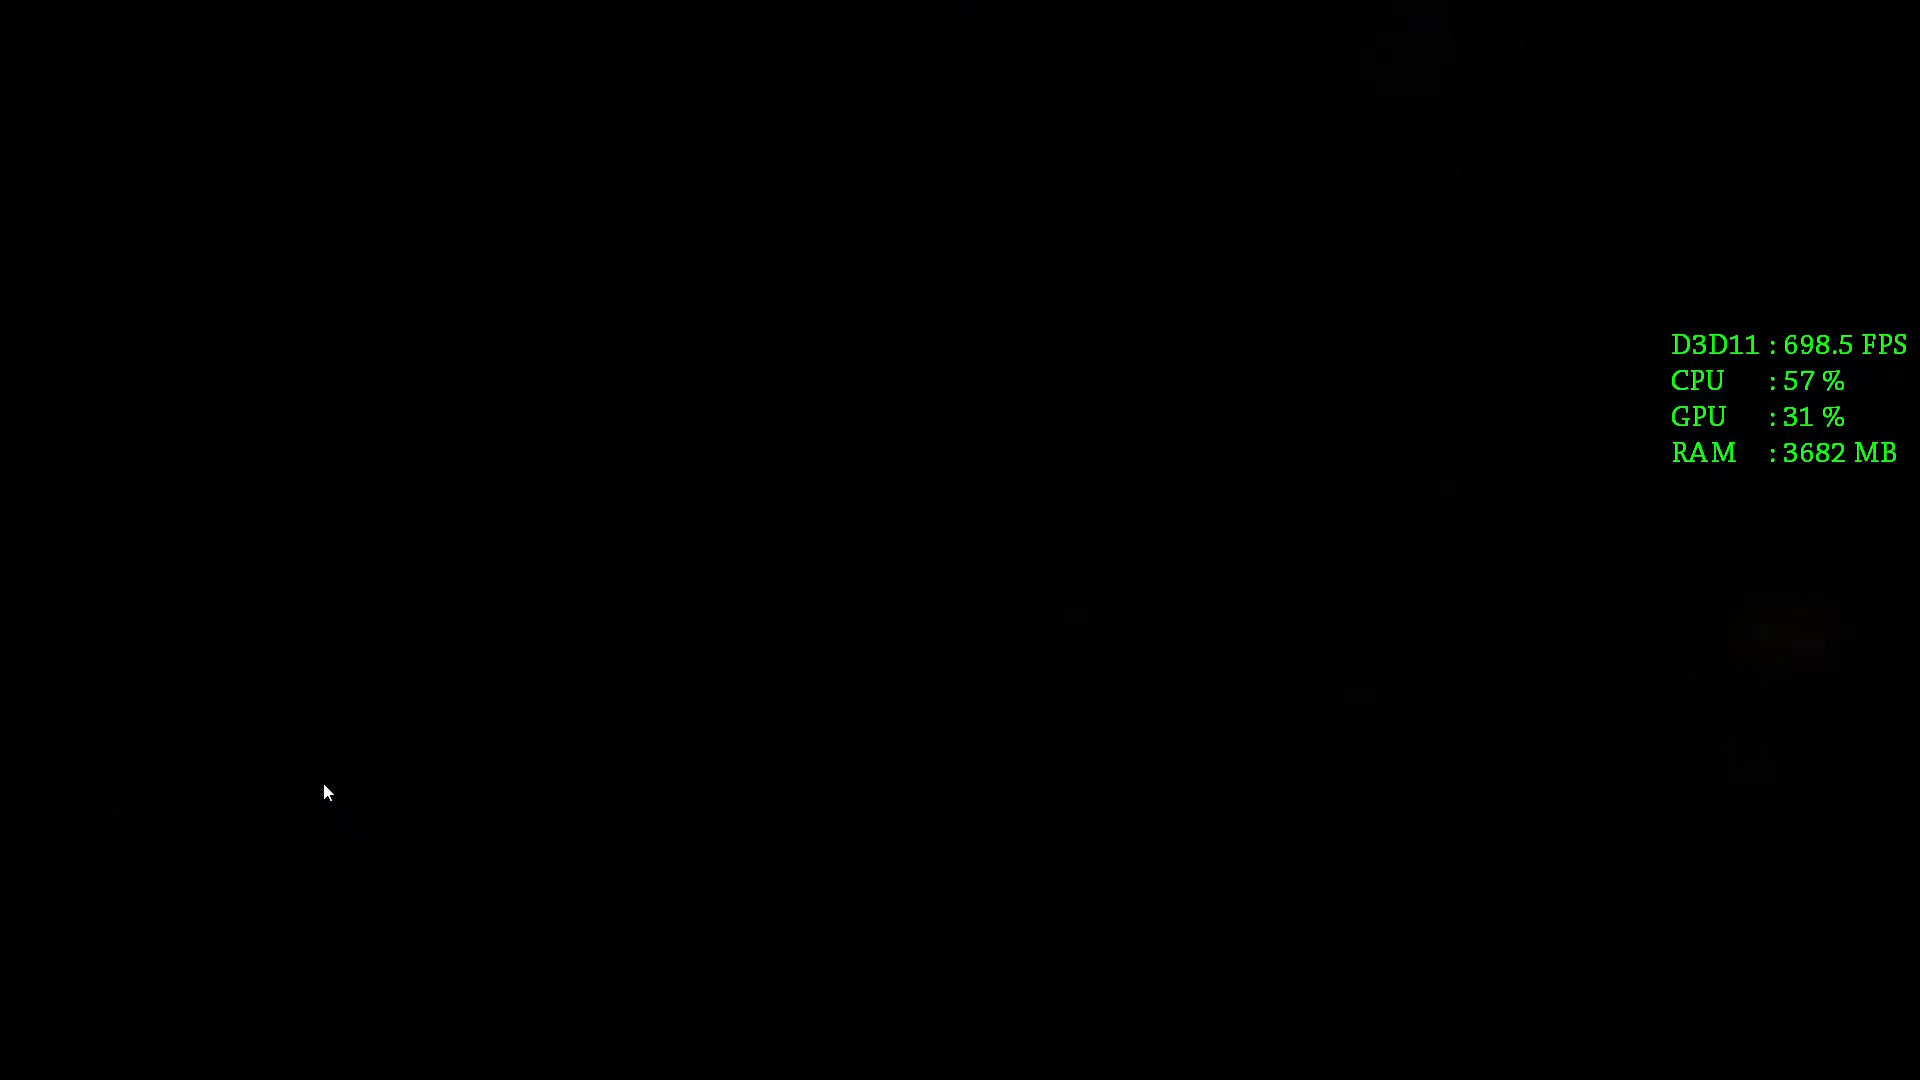 D3D11 : 698.5 FPS
CPU : 57 %
GPU : 31 %
RAM : 3682 MB